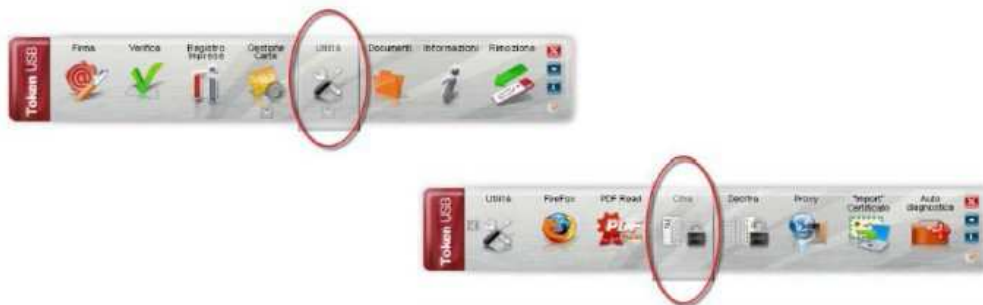 Token USB
Firma
Verifica
Registro
Imprese
Gestione
Carta
Utilità
Documenti
Informazioni
Rimozione
Token USB
Utilità
FireFox
PDF Read
Cifra
Decifra
Proxy
"Import"
Certificato
Auto
diagnostica
PDF